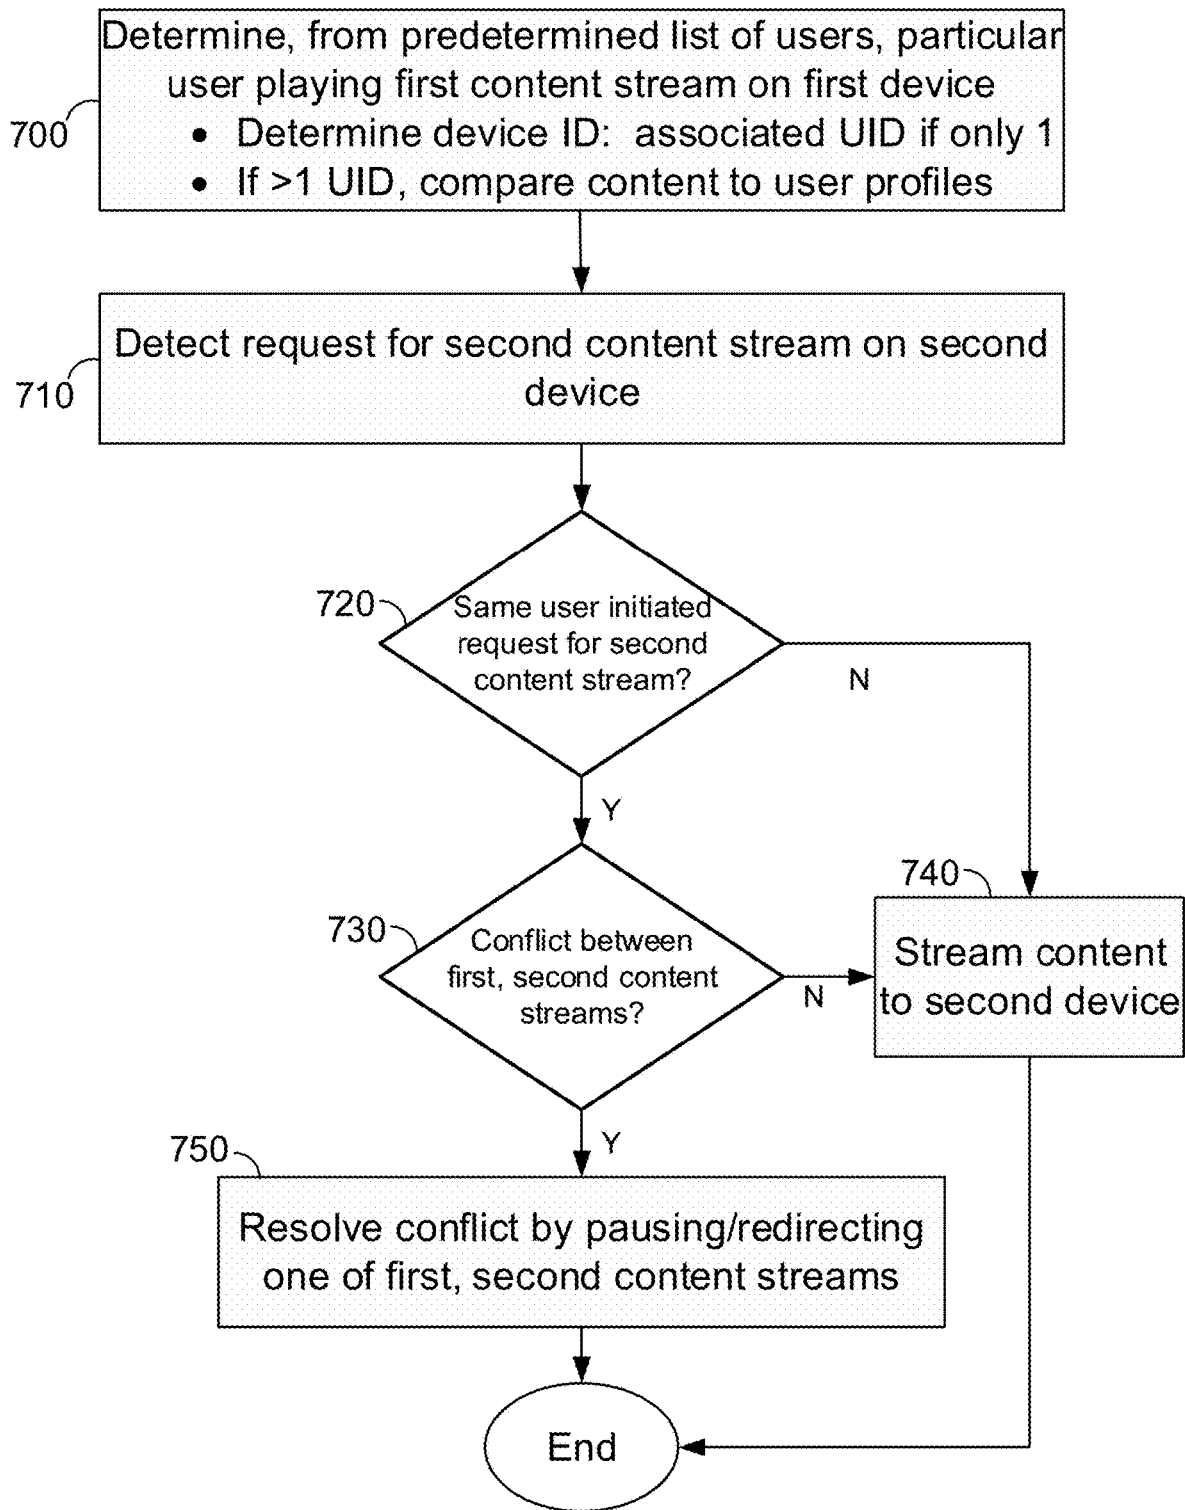 Determine, from predetermined list of users, particular
user playing first content stream on first device
• Determine device ID: associated UID if only 1
• If >1 UID, compare content to user profiles
700
Detect request for second content stream on second
device
710
720
Same user initiated
request for second
content stream?
N
Y
730
Conflict between
first, second content
streams?
N
740
Stream content
to second device
Y
750
Resolve conflict by pausing/redirecting
one of first, second content streams
End